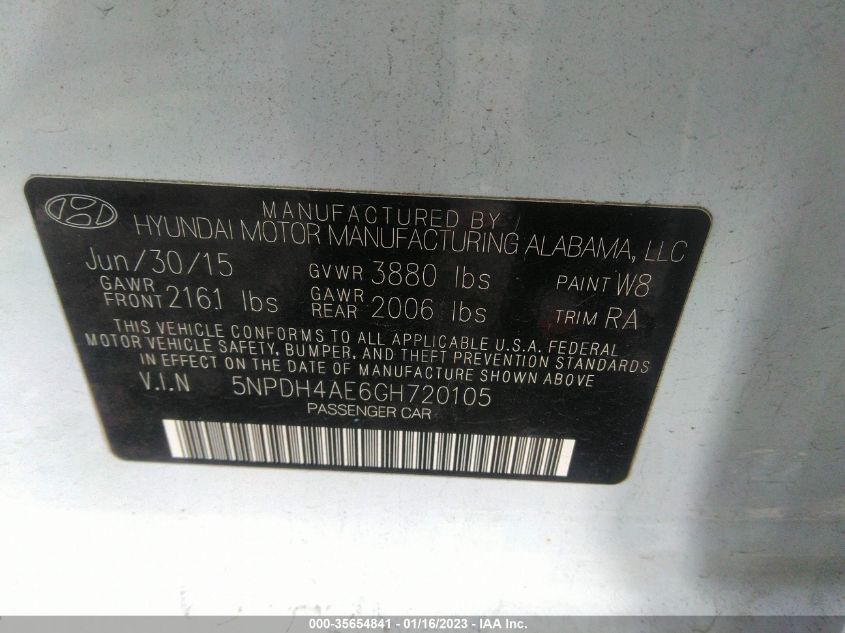 MANUFACTURED BY
HYUNDAI MOTOR MANUFACTURING ALABAMA, LLC
Jun/30/15 GVWR 3880 lbs PAINT W8
GAWR FRONT 2161 lbs GAWR REAR 2006 lbs TRIM RA
THIS VEHICLE CONFORMS TO ALL APPLICABLE U.S.A. FEDERAL
MOTOR VEHICLE SAFETY, BUMPER, AND THEFT PREVENTION STANDARDS
IN EFFECT ON THE DATE OF MANUFACTURE SHOWN ABOVE.
V.I.N 5NPDH4AE6GH720105
PASSENGER CAR
000-35654841 - 01/16/2023 - IAA Inc.